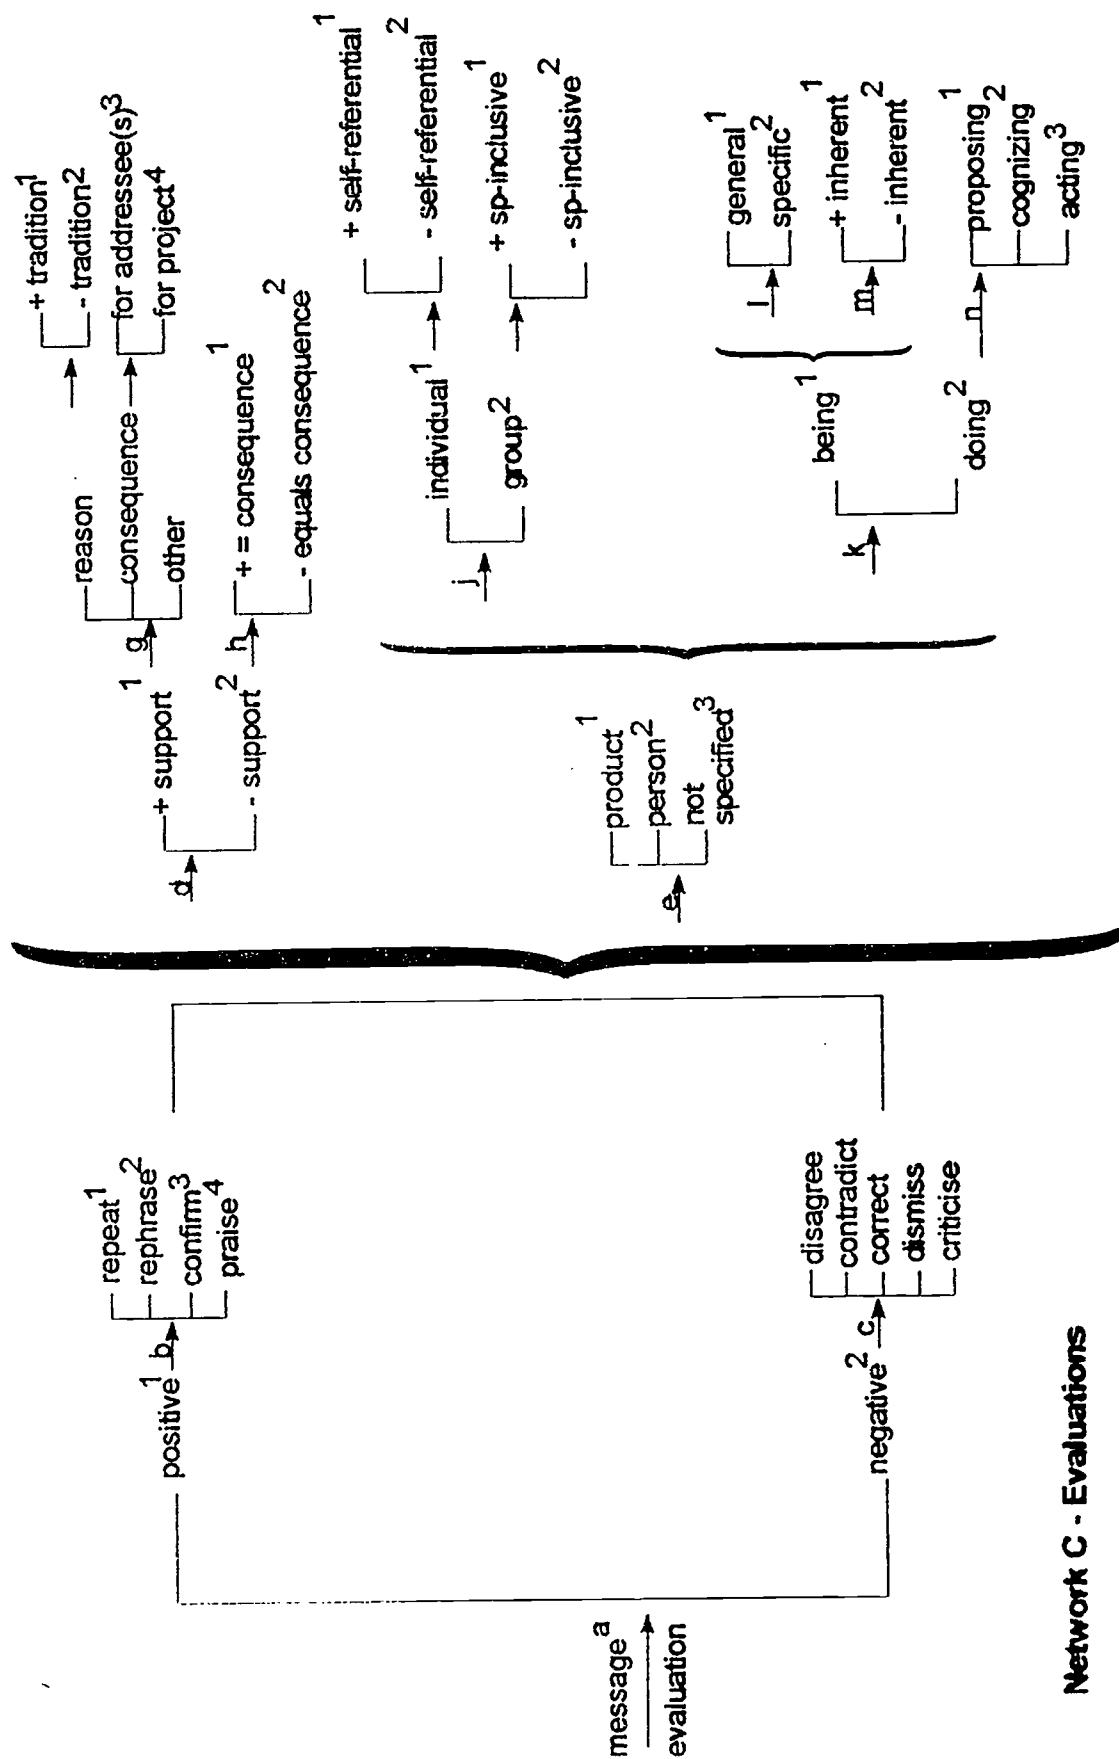 message a
evaluation
positive 1
b
repeat 1
rephrase 2
confirm 3
praise 4
negative 2
c
disagree
contradict
correct
dismiss
criticise
d
+ support 1
g
reason
+ tradition 1
- tradition 2
consequence
for addressee(s) 3
for project 4
other
- support 2
h
+ = consequence 1
- equals consequence 2
e
product 1
person 2
not
specified 3
j
individual 1
+ self-referential 1
- self-referential 2
group 2
+ sp-inclusive 1
- sp-inclusive 2
k
being 1
l
general 1
specific 2
m
+ inherent 1
- inherent 2
doing 2
n
proposing 1
cognizing 2
acting 3
Network C - Evaluations